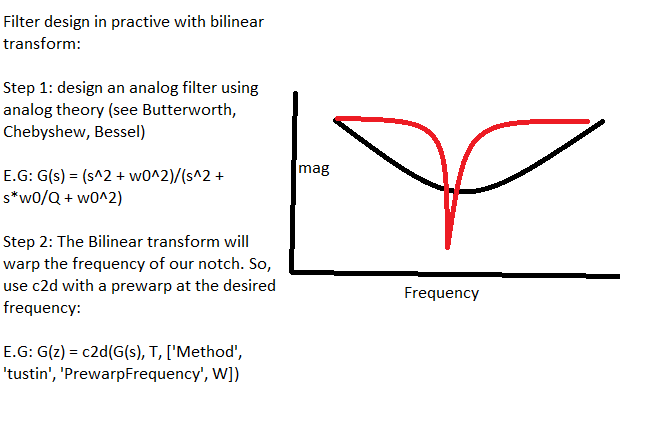 Filter design in practive with bilinear
transform:
Step 1: design an analog filter using
analog theory (see Butterworth,
Chebyshew, Bessel)
E.G: G(s) = (s^2 + w0^2)/(s^2 +
s*w0/Q + w0^2)
Step 2: The Bilinear transform will
warp the frequency of our notch. So,
use c2d with a prewarp at the desired
frequency:
E.G: G(z) = c2d(G(s), T, ['Method',
'tustin', 'PrewarpFrequency', W])
mag
Frequency